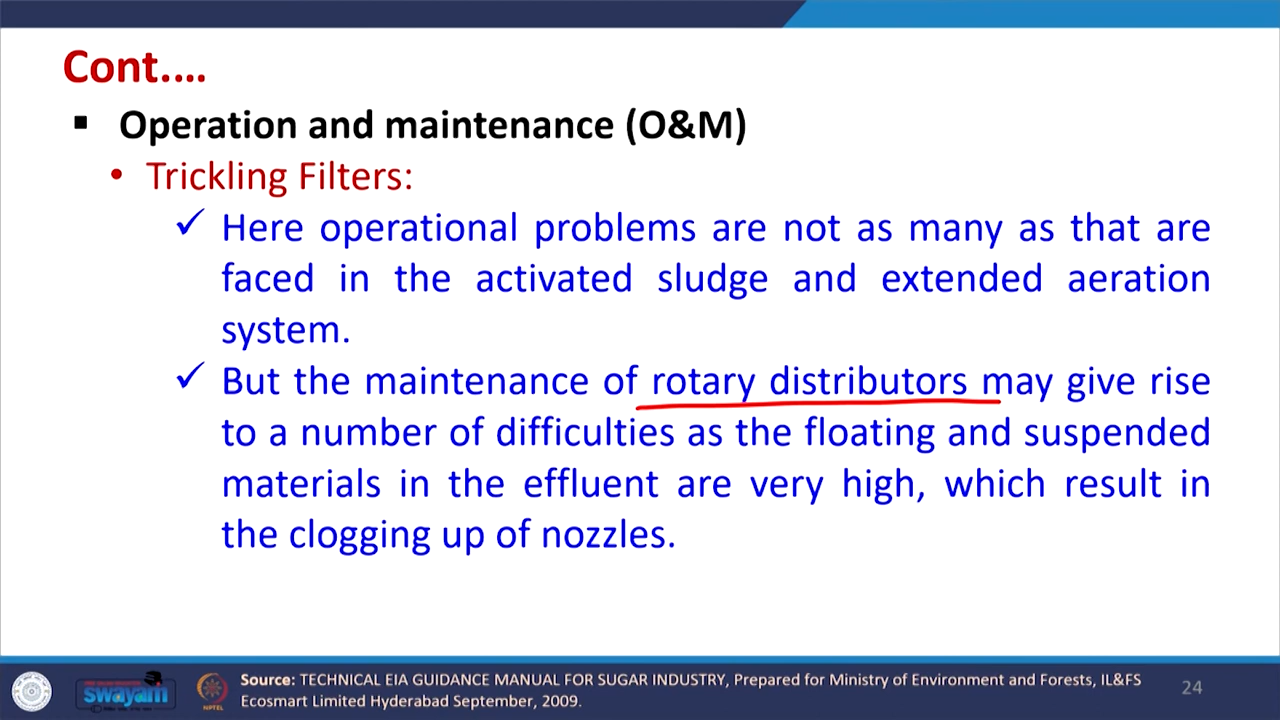 Cont.…
▪ Operation and maintenance (O&M)
• Trickling Filters:
✓ Here operational problems are not as many as that are
faced in the activated sludge and extended aeration
system.
✓ But the maintenance of rotary distributors may give rise
to a number of difficulties as the floating and suspended
materials in the effluent are very high, which result in
the clogging up of nozzles.
swayam
NPTEL
Source: TECHNICAL EIA GUIDANCE MANUAL FOR SUGAR INDUSTRY, Prepared for Ministry of Environment and Forests, IL&FS
Ecosmart Limited Hyderabad September, 2009.
24